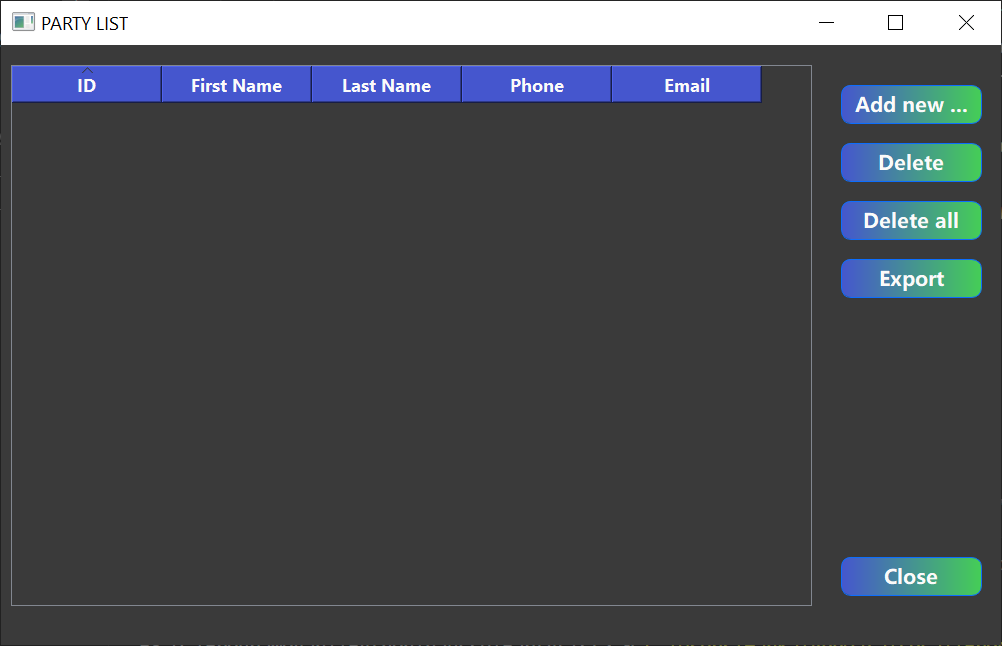 PARTY LIST
ID First Name Last Name Phone Email
Add new ...
Delete
Delete all
Export
Close